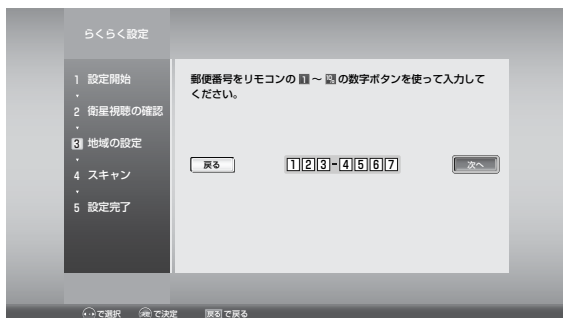 らくらく設定
1 設定開始
2 衛星視聴の確認
3 地域の設定
4 スキャン
5 設定完了
郵便番号をリモコンの 1 ~ 10 の数字ボタンを使って入力して
ください。
戻る 123-4567 次へ
で選択 決定 で決定 戻る で戻る